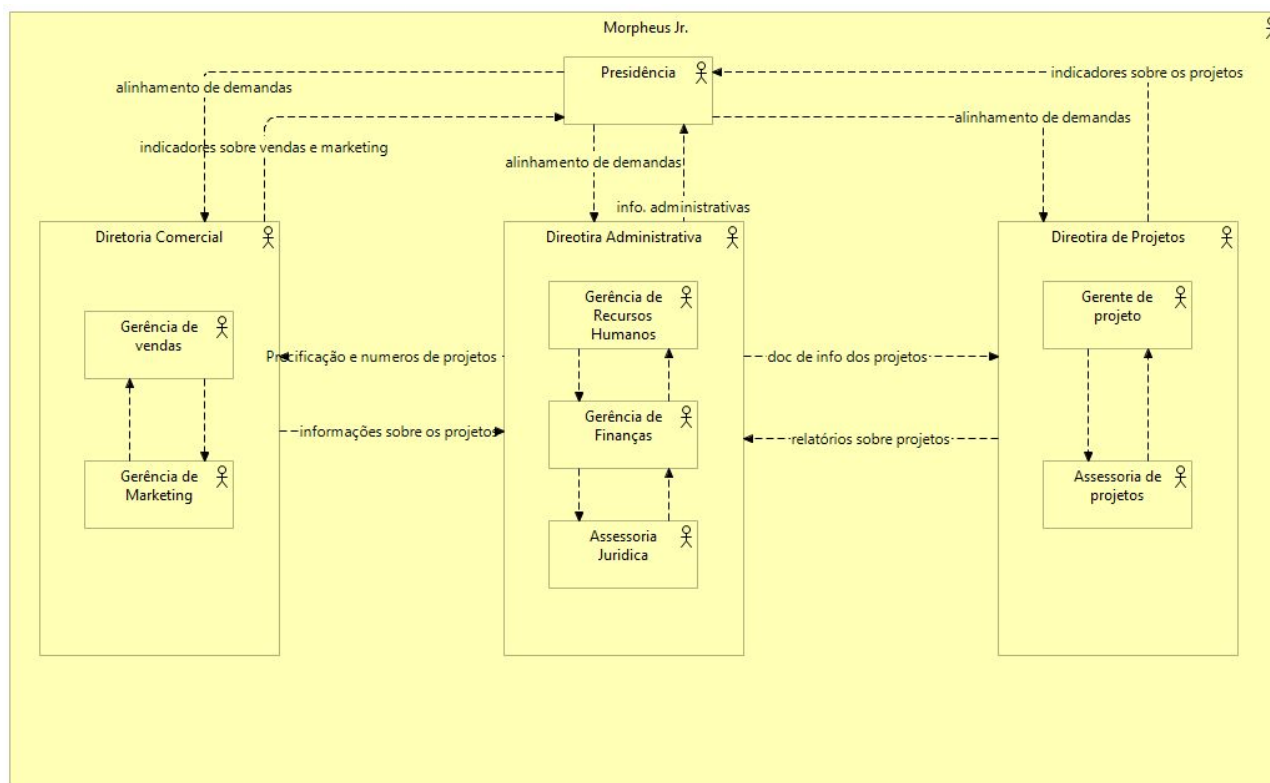 Morpheus Jr.
Presidência
indicadores sobre os projetos
alinhamento de demandas
alinhamento de demandas
indicadores sobre vendas e marketing
alinhamento de demandas
info. administrativas
Diretoria Comercial
Direotira Administrativa
Direotira de Projetos
Gerência de
vendas
Gerência de
Marketing
Precificação e numeros de projetos
informações sobre os projetos
Gerência de
Recursos
Humanos
Gerência de
Finanças
Assessoria
Juridica
doc de info dos projetos
relatórios sobre projetos
Gerente de
projeto
Assessoria de
projetos